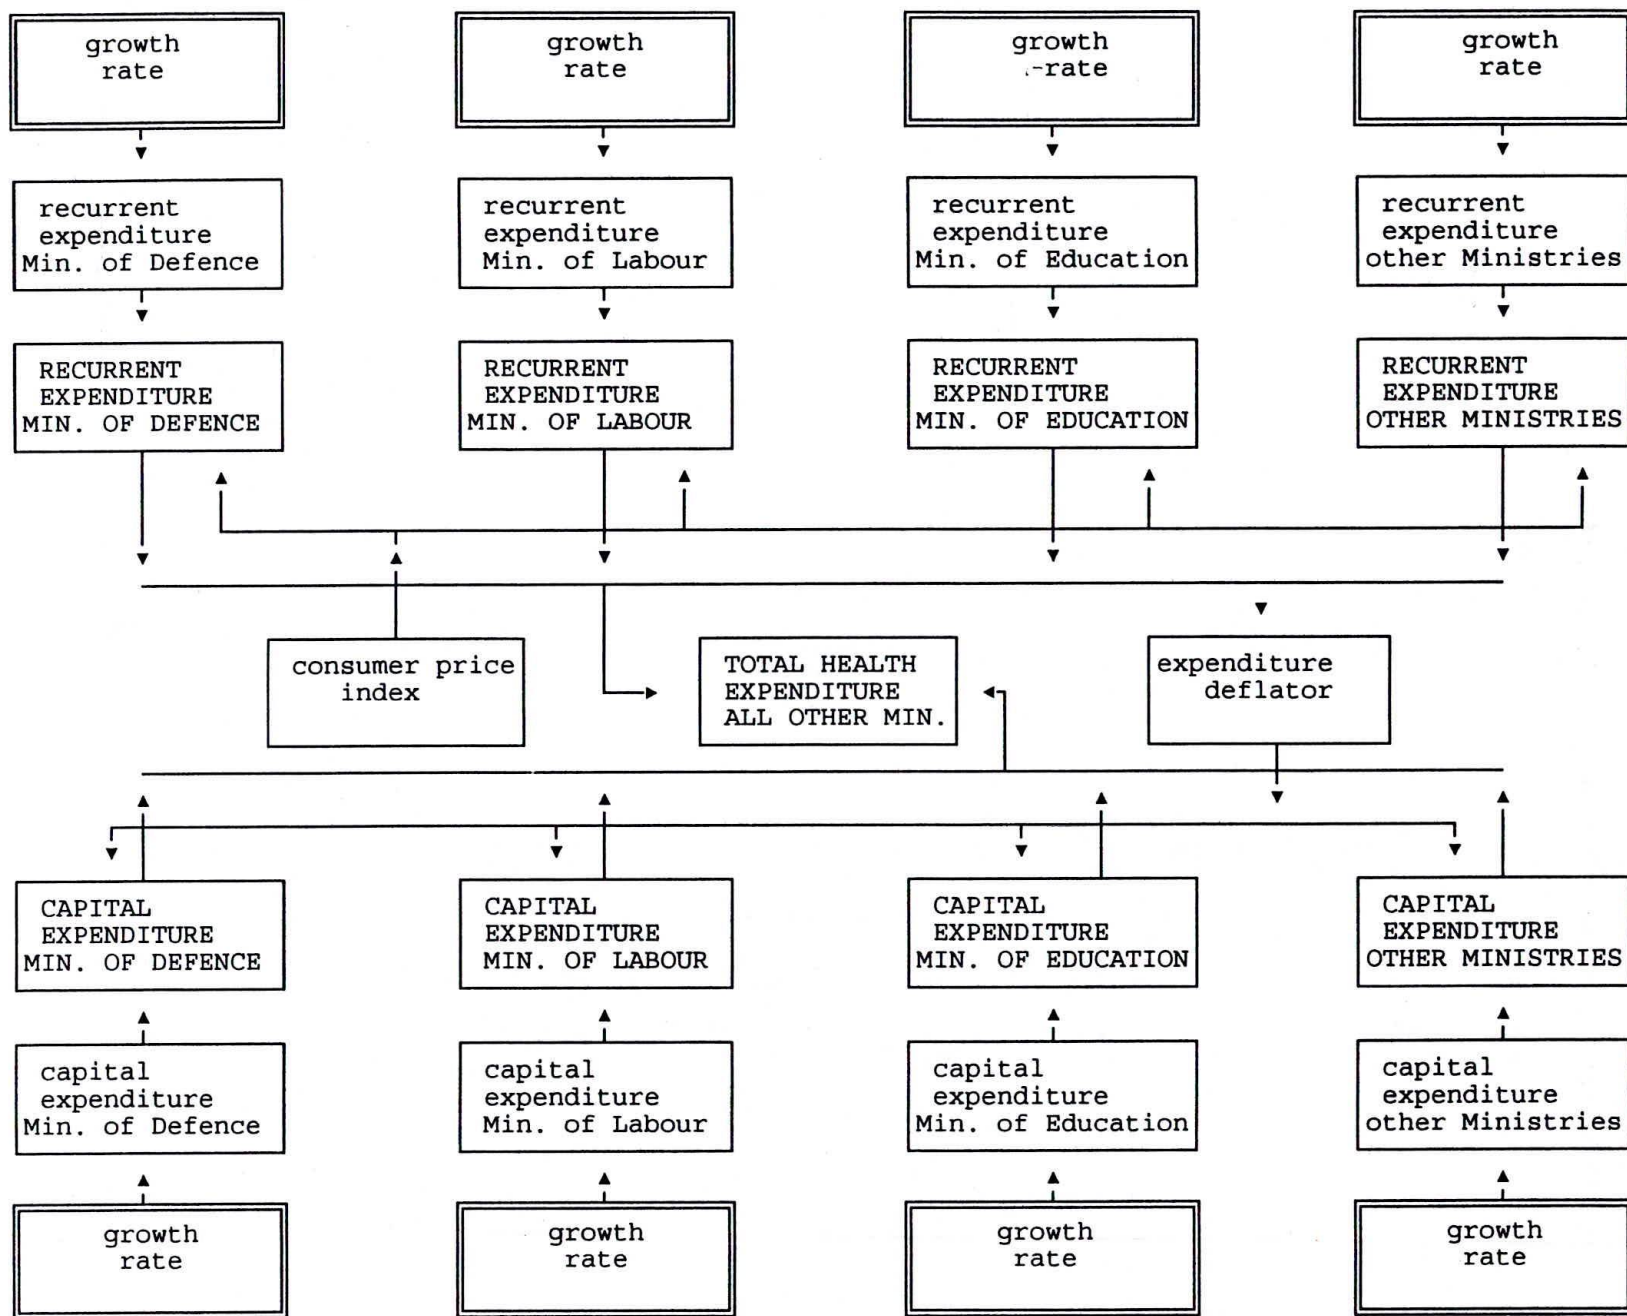 growth
rate
growth
rate
growth
-rate
growth
rate
recurrent
expenditure
Min. of Defence
recurrent
expenditure
Min. of Labour
recurrent
expenditure
Min. of Education
recurrent
expenditure
other Ministries
RECURRENT
EXPENDITURE
MIN. OF DEFENCE
RECURRENT
EXPENDITURE
MIN. OF LABOUR
RECURRENT
EXPENDITURE
MIN. OF EDUCATION
RECURRENT
EXPENDITURE
OTHER MINISTRIES
consumer price
index
TOTAL HEALTH
EXPENDITURE
ALL OTHER MIN.
expenditure
deflator
CAPITAL
EXPENDITURE
MIN. OF DEFENCE
CAPITAL
EXPENDITURE
MIN. OF LABOUR
CAPITAL
EXPENDITURE
MIN. OF EDUCATION
CAPITAL
EXPENDITURE
OTHER MINISTRIES
capital
expenditure
Min. of Defence
capital
expenditure
Min. of Labour
capital
expenditure
Min. of Education
capital
expenditure
other Ministries
growth
rate
growth
rate
growth
rate
growth
rate